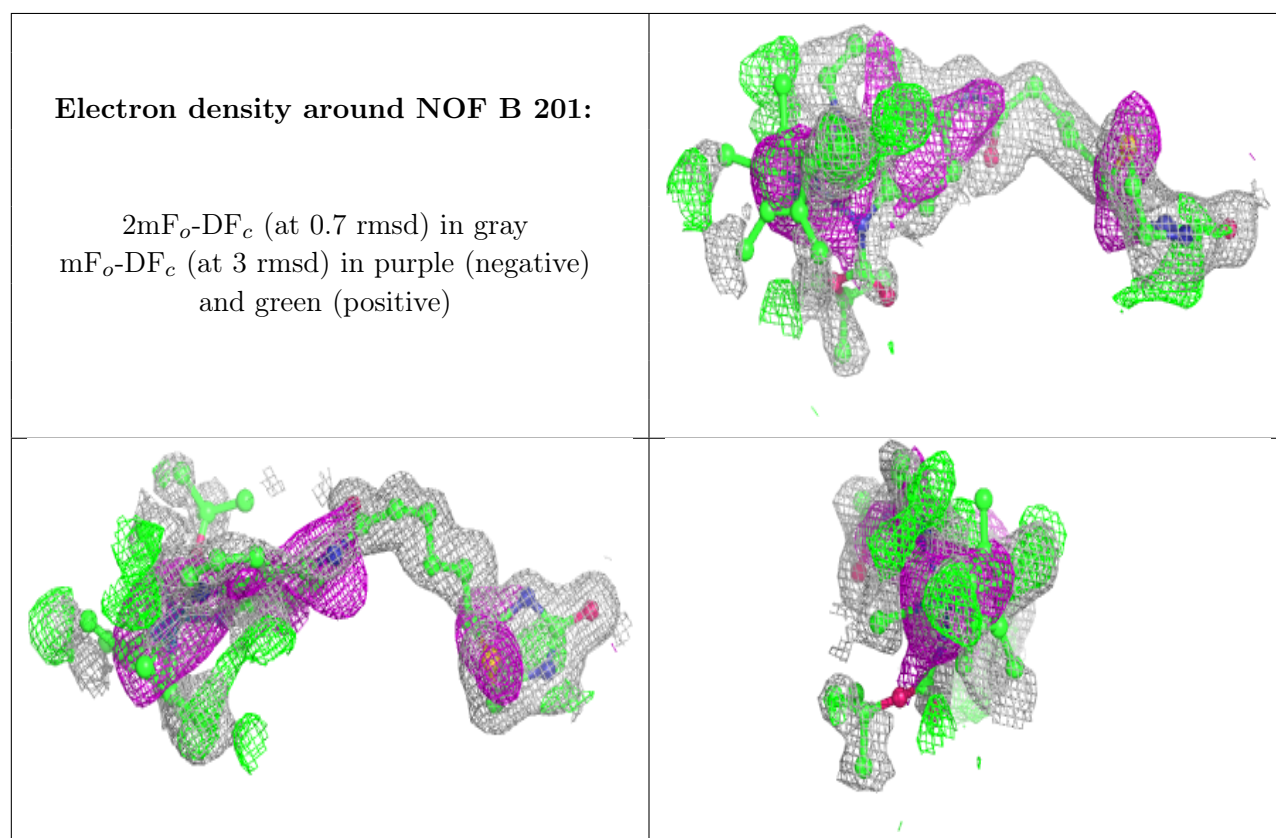 Electron density around NOF B 201:
2mF$_o$-DF$_c$ (at 0.7 rmsd) in gray
mF$_o$-DF$_c$ (at 3 rmsd) in purple (negative)
and green (positive)